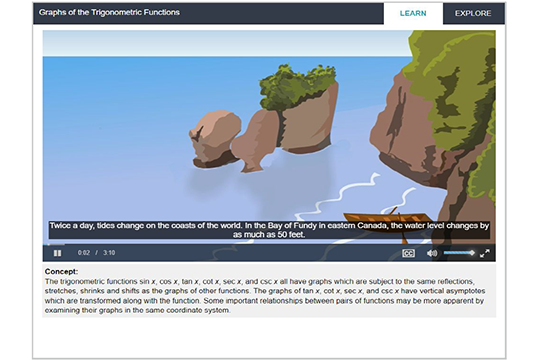 Graphs of the Trigonometric Functions
LEARN
EXPLORE
Twice a day, tides change on the coasts of the world. In the Bay of Fundy in eastern Canada, the water level changes by
as much as 50 feet.
0:02 / 3:10
CC
Concept:
The trigonometric functions sin x, cos x, tan x, cot x, sec x, and csc x all have graphs which are subject to the same reflections,
stretches, shrinks and shifts as the graphs of other functions. The graphs of tan x, cot x, sec x, and csc x have vertical asymptotes
which are transformed along with the function. Some important relationships between pairs of functions may be more apparent by
examining their graphs in the same coordinate system.